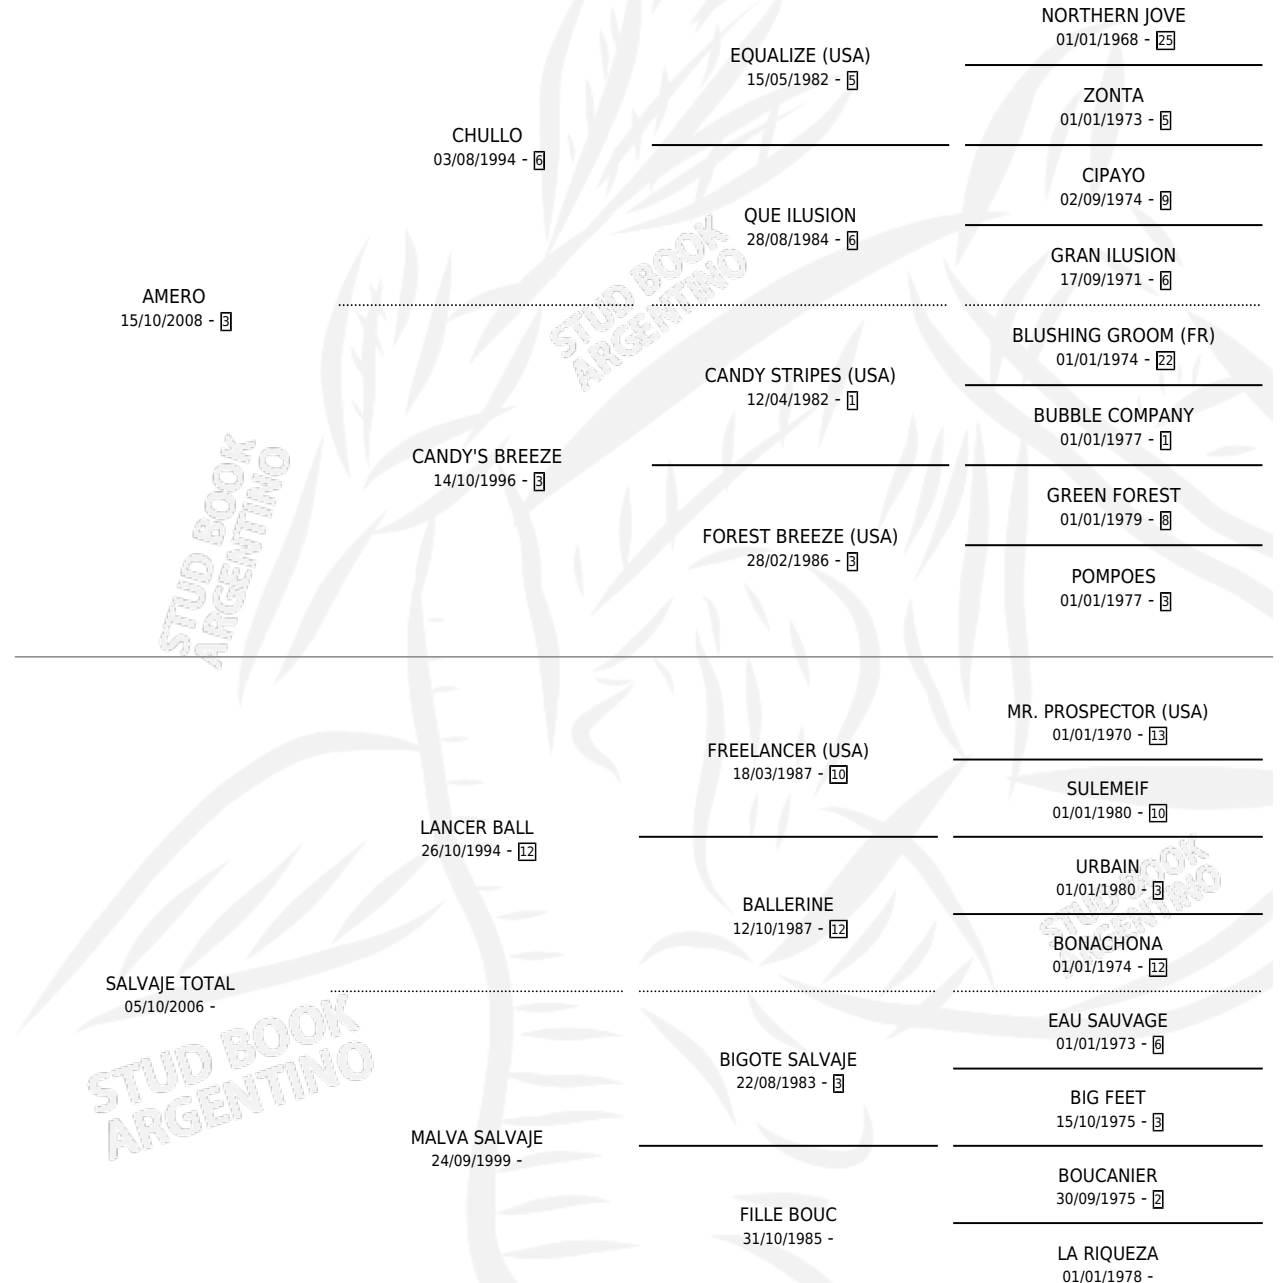 NORTHERN JOVE
01/01/1968 - 25
EQUALIZE (USA)
15/05/1982 - 5
ZONTA
01/01/1973 - 5
CHULLO
03/08/1994 - 6
CIPAYO
02/09/1974 - 9
QUE ILUSION
28/08/1984 - 6
GRAN ILUSION
17/09/1971 - 6
AMERO
15/10/2008 - 3
STUD BOOK
ARGENTINO
BLUSHING GROOM (FR)
01/01/1974 - 22
CANDY STRIPES (USA)
12/04/1982 - 1
BUBBLE COMPANY
01/01/1977 - 1
CANDY'S BREEZE
14/10/1996 - 3
STUD BOOK
ARGENTINO
GREEN FOREST
01/01/1979 - 8
FOREST BREEZE (USA)
28/02/1986 - 3
POMPOES
01/01/1977 - 3
MR. PROSPECTOR (USA)
01/01/1970 - 13
FREELANCER (USA)
18/03/1987 - 10
SULEMEIF
01/01/1980 - 10
LANCER BALL
26/10/1994 - 12
URBAIN
01/01/1980 - 3
STUD BOOK
ARGENTINO
BALLERINE
12/10/1987 - 12
BONACHONA
01/01/1974 - 12
SALVAJE TOTAL
05/10/2006 -
STUD BOOK
ARGENTINO
EAU SAUVAGE
01/01/1973 - 6
BIGOTE SALVAJE
22/08/1983 - 3
BIG FEET
15/10/1975 - 3
MALVA SALVAJE
24/09/1999 -
BOUCANIER
30/09/1975 - 2
FILLE BOUC
31/10/1985 -
LA RIQUEZA
01/01/1978 -